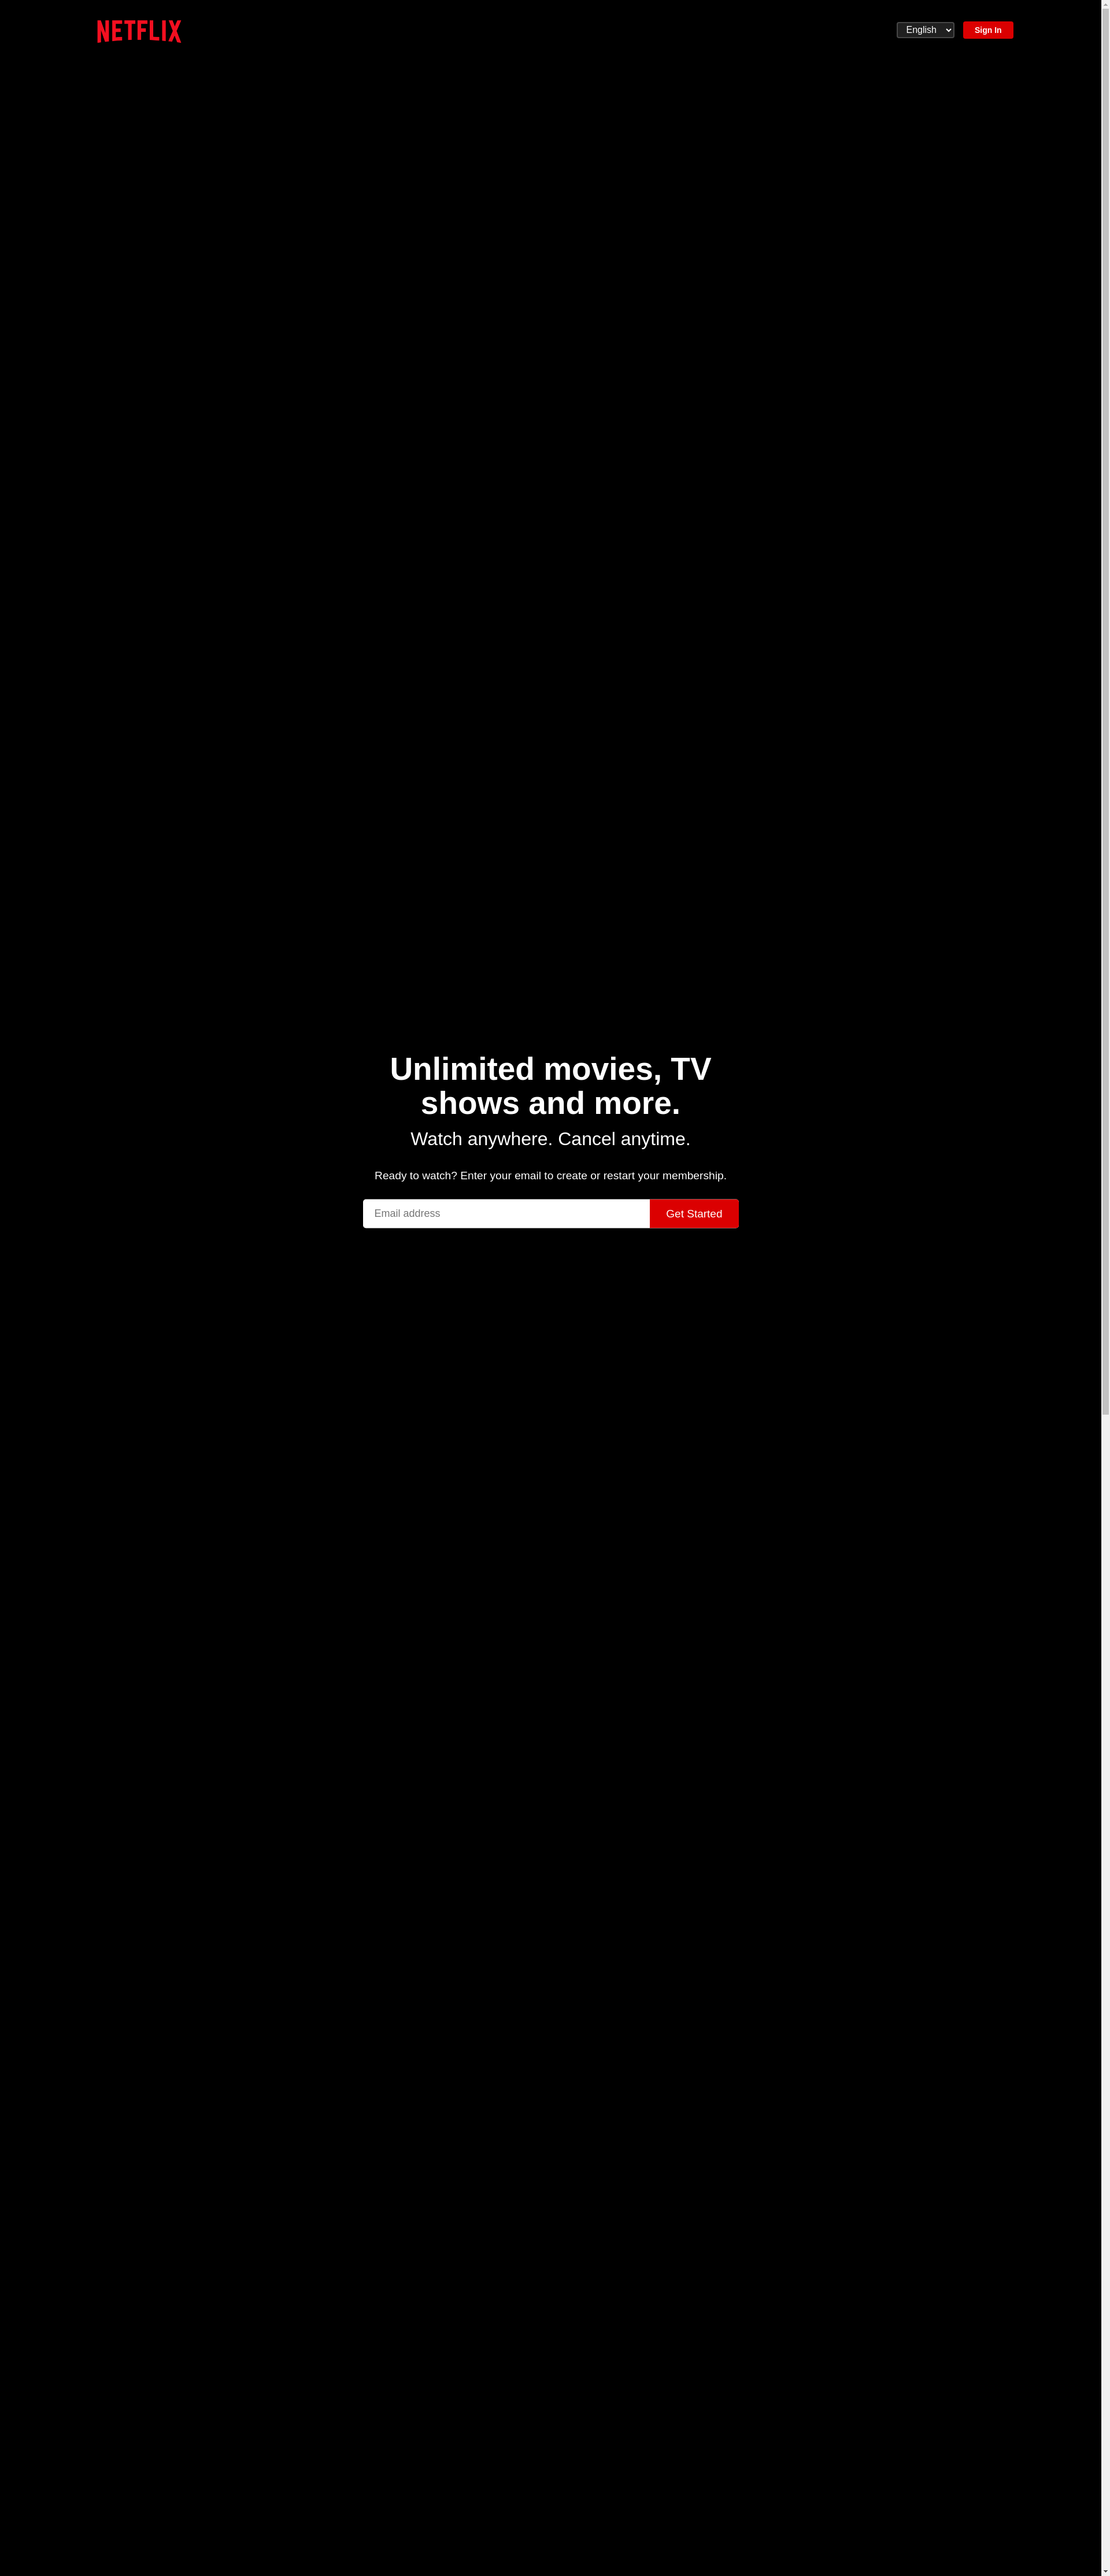 NETFLIX
English
Sign In
Unlimited movies, TV
shows and more.
Watch anywhere. Cancel anytime.
Ready to watch? Enter your email to create or restart your membership.
Email address
Get Started